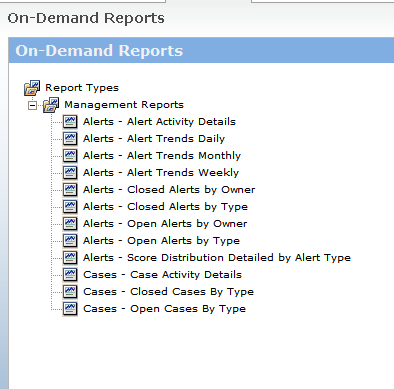 On-Demand Reports
On-Demand Reports
Report Types
Management Reports
Alerts - Alert Activity Details
Alerts - Alert Trends Daily
Alerts - Alert Trends Monthly
Alerts - Alert Trends Weekly
Alerts - Closed Alerts by Owner
Alerts - Closed Alerts by Type
Alerts - Open Alerts by Owner
Alerts - Open Alerts by Type
Alerts - Score Distribution Detailed by Alert Type
Cases - Case Activity Details
Cases - Closed Cases By Type
Cases - Open Cases By Type